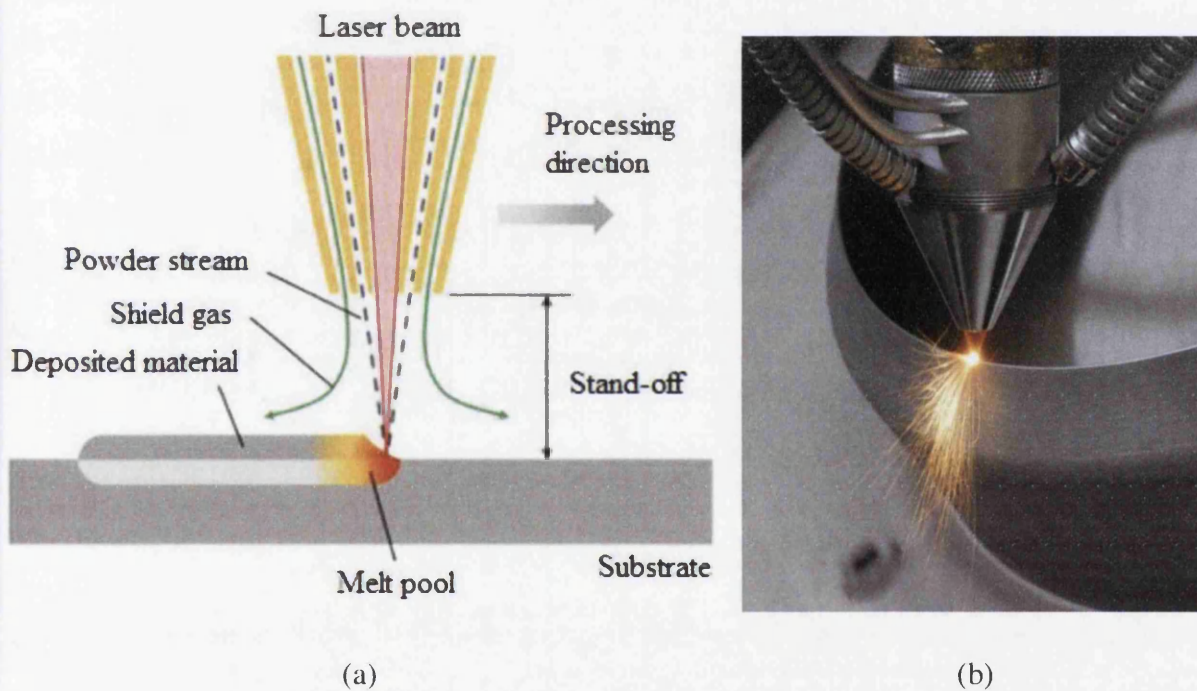 Laser beam
Processing
direction
Powder stream
Shield gas
Deposited material
Stand-off
Substrate
Melt pool
(a)
(b)